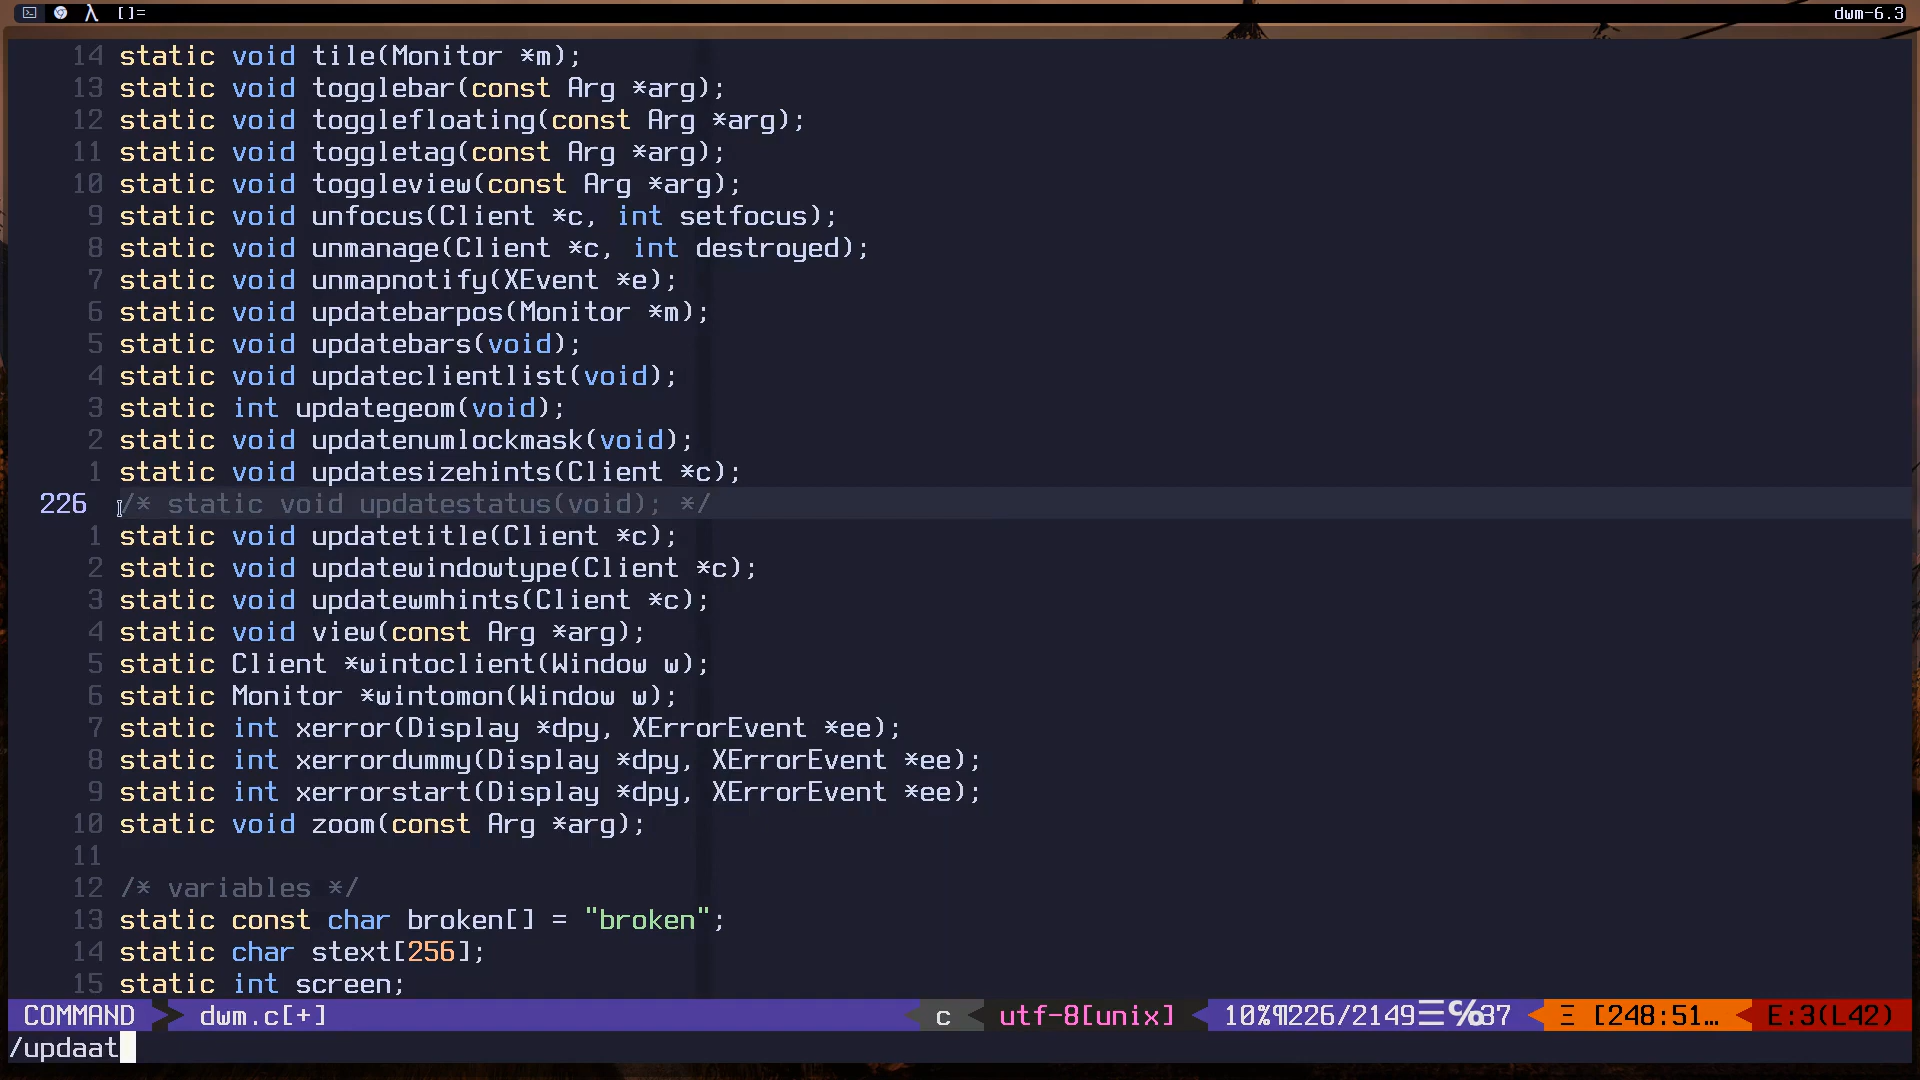 λ []= dwm-6.3
14 static void tile(Monitor *m);
13 static void togglebar(const Arg *arg);
12 static void togglefloating(const Arg *arg);
11 static void toggletag(const Arg *arg);
10 static void toggleview(const Arg *arg);
9 static void unfocus(Client *c, int setfocus);
8 static void unmanage(Client *c, int destroyed);
7 static void unmapnotify(XEvent *e);
6 static void updatebarpos(Monitor *m);
5 static void updatebars(void);
4 static void updateclientlist(void);
3 static int updategeom(void);
2 static void updatenumlockmask(void);
1 static void updatesizehints(Client *c);
226 /* static void updatestatus(void); */
1 static void updatetitle(Client *c);
2 static void updatewindowtype(Client *c);
3 static void updatewmhints(Client *c);
4 static void view(const Arg *arg);
5 static Client *wintoclient(Window w);
6 static Monitor *wintomon(Window w);
7 static int xerror(Display *dpy, XErrorEvent *ee);
8 static int xerrordummy(Display *dpy, XErrorEvent *ee);
9 static int xerrorstart(Display *dpy, XErrorEvent *ee);
10 static void zoom(const Arg *arg);
11
12 /* variables */
13 static const char broken[] = "broken";
14 static char stext[256];
15 static int screen;
COMMAND dwm.c[+] c utf-8[unix] 10%¶226/2149☰℅37 Ξ [248:51… E:3(L42)
/updaat